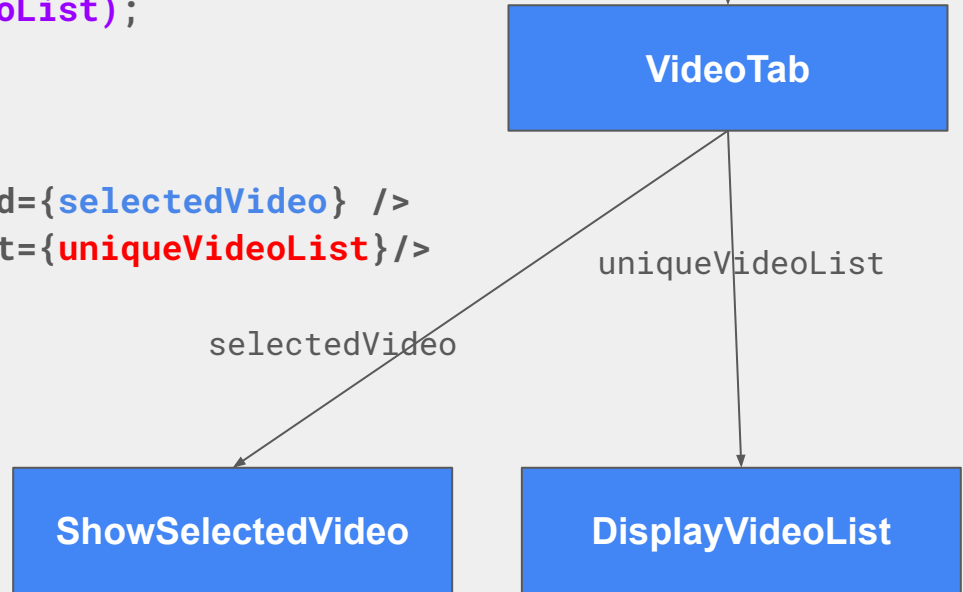 oList);
VideoTab
d={selectedVideo} />
t={uniqueVideoList}/>
uniqueVideoList
selectedVideo
ShowSelectedVideo
DisplayVideoList